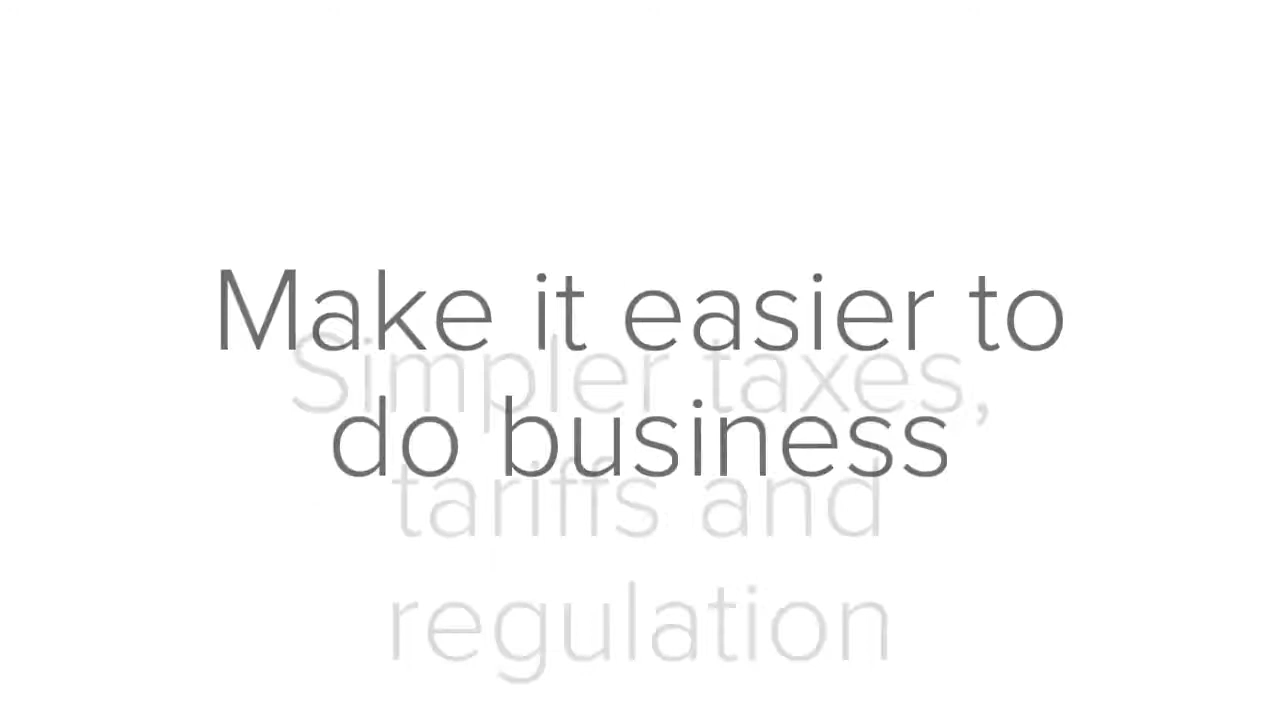 Make it easier to
do business
Simpler taxes,
tariffs and
regulation